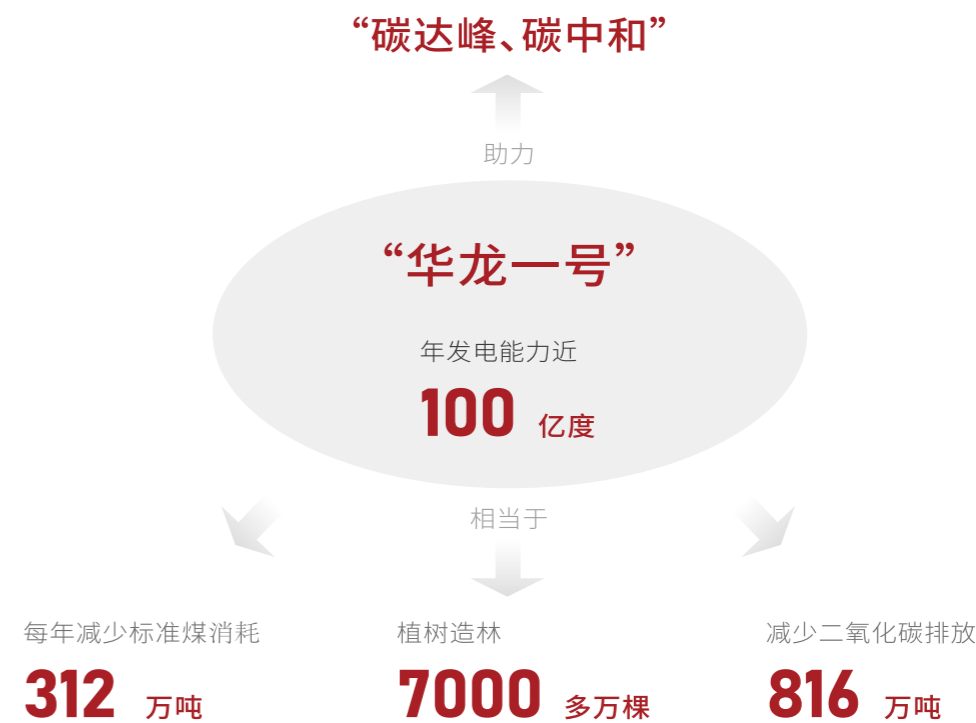 “碳达峰、碳中和”
助力
“华龙一号”
年发电能力近
100 亿度
相当于
每年减少标准煤消耗
312 万吨
植树造林
7000 多万棵
减少二氧化碳排放
816 万吨